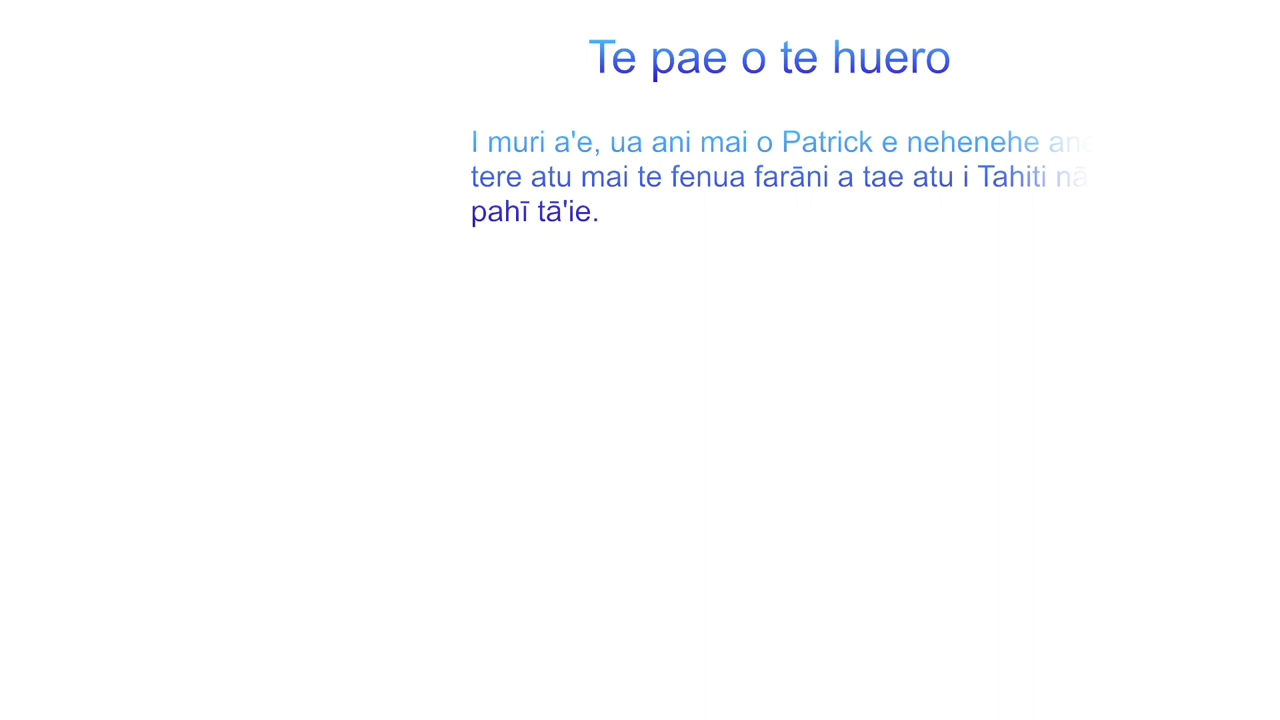 Te pae o te huero
I muri a'e, ua ani mai o Patrick e nehenehe
tere atu mai te fenua farāni a tae atu i Tahiti nā
pahī tā'ie.